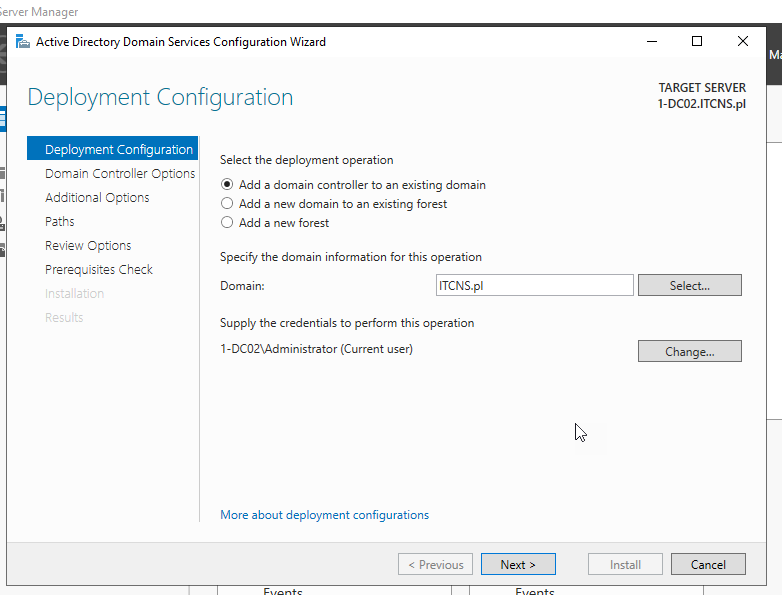 Server Manager
Active Directory Domain Services Configuration Wizard
Deployment Configuration
TARGET SERVER
1-DC02.ITCNS.pl
Deployment Configuration
Domain Controller Options
Additional Options
Paths
Review Options
Prerequisites Check
Installation
Results
Select the deployment operation
Add a domain controller to an existing domain
Add a new domain to an existing forest
Add a new forest
Specify the domain information for this operation
Domain:
ITCNS.pl
Select...
Supply the credentials to perform this operation
1-DC02\Administrator (Current user)
Change...
More about deployment configurations
< Previous
Next >
Install
Cancel
Events
Events